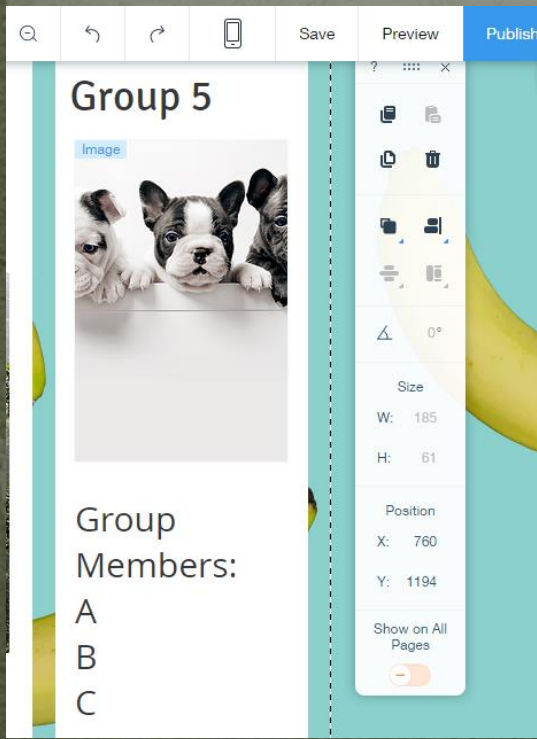 Save Preview Publish
? ×
Group 5
Image
0°
Size
W: 185
H: 61
Position
X: 760
Y: 1194
Show on All
Pages
Group
Members:
A
B
C